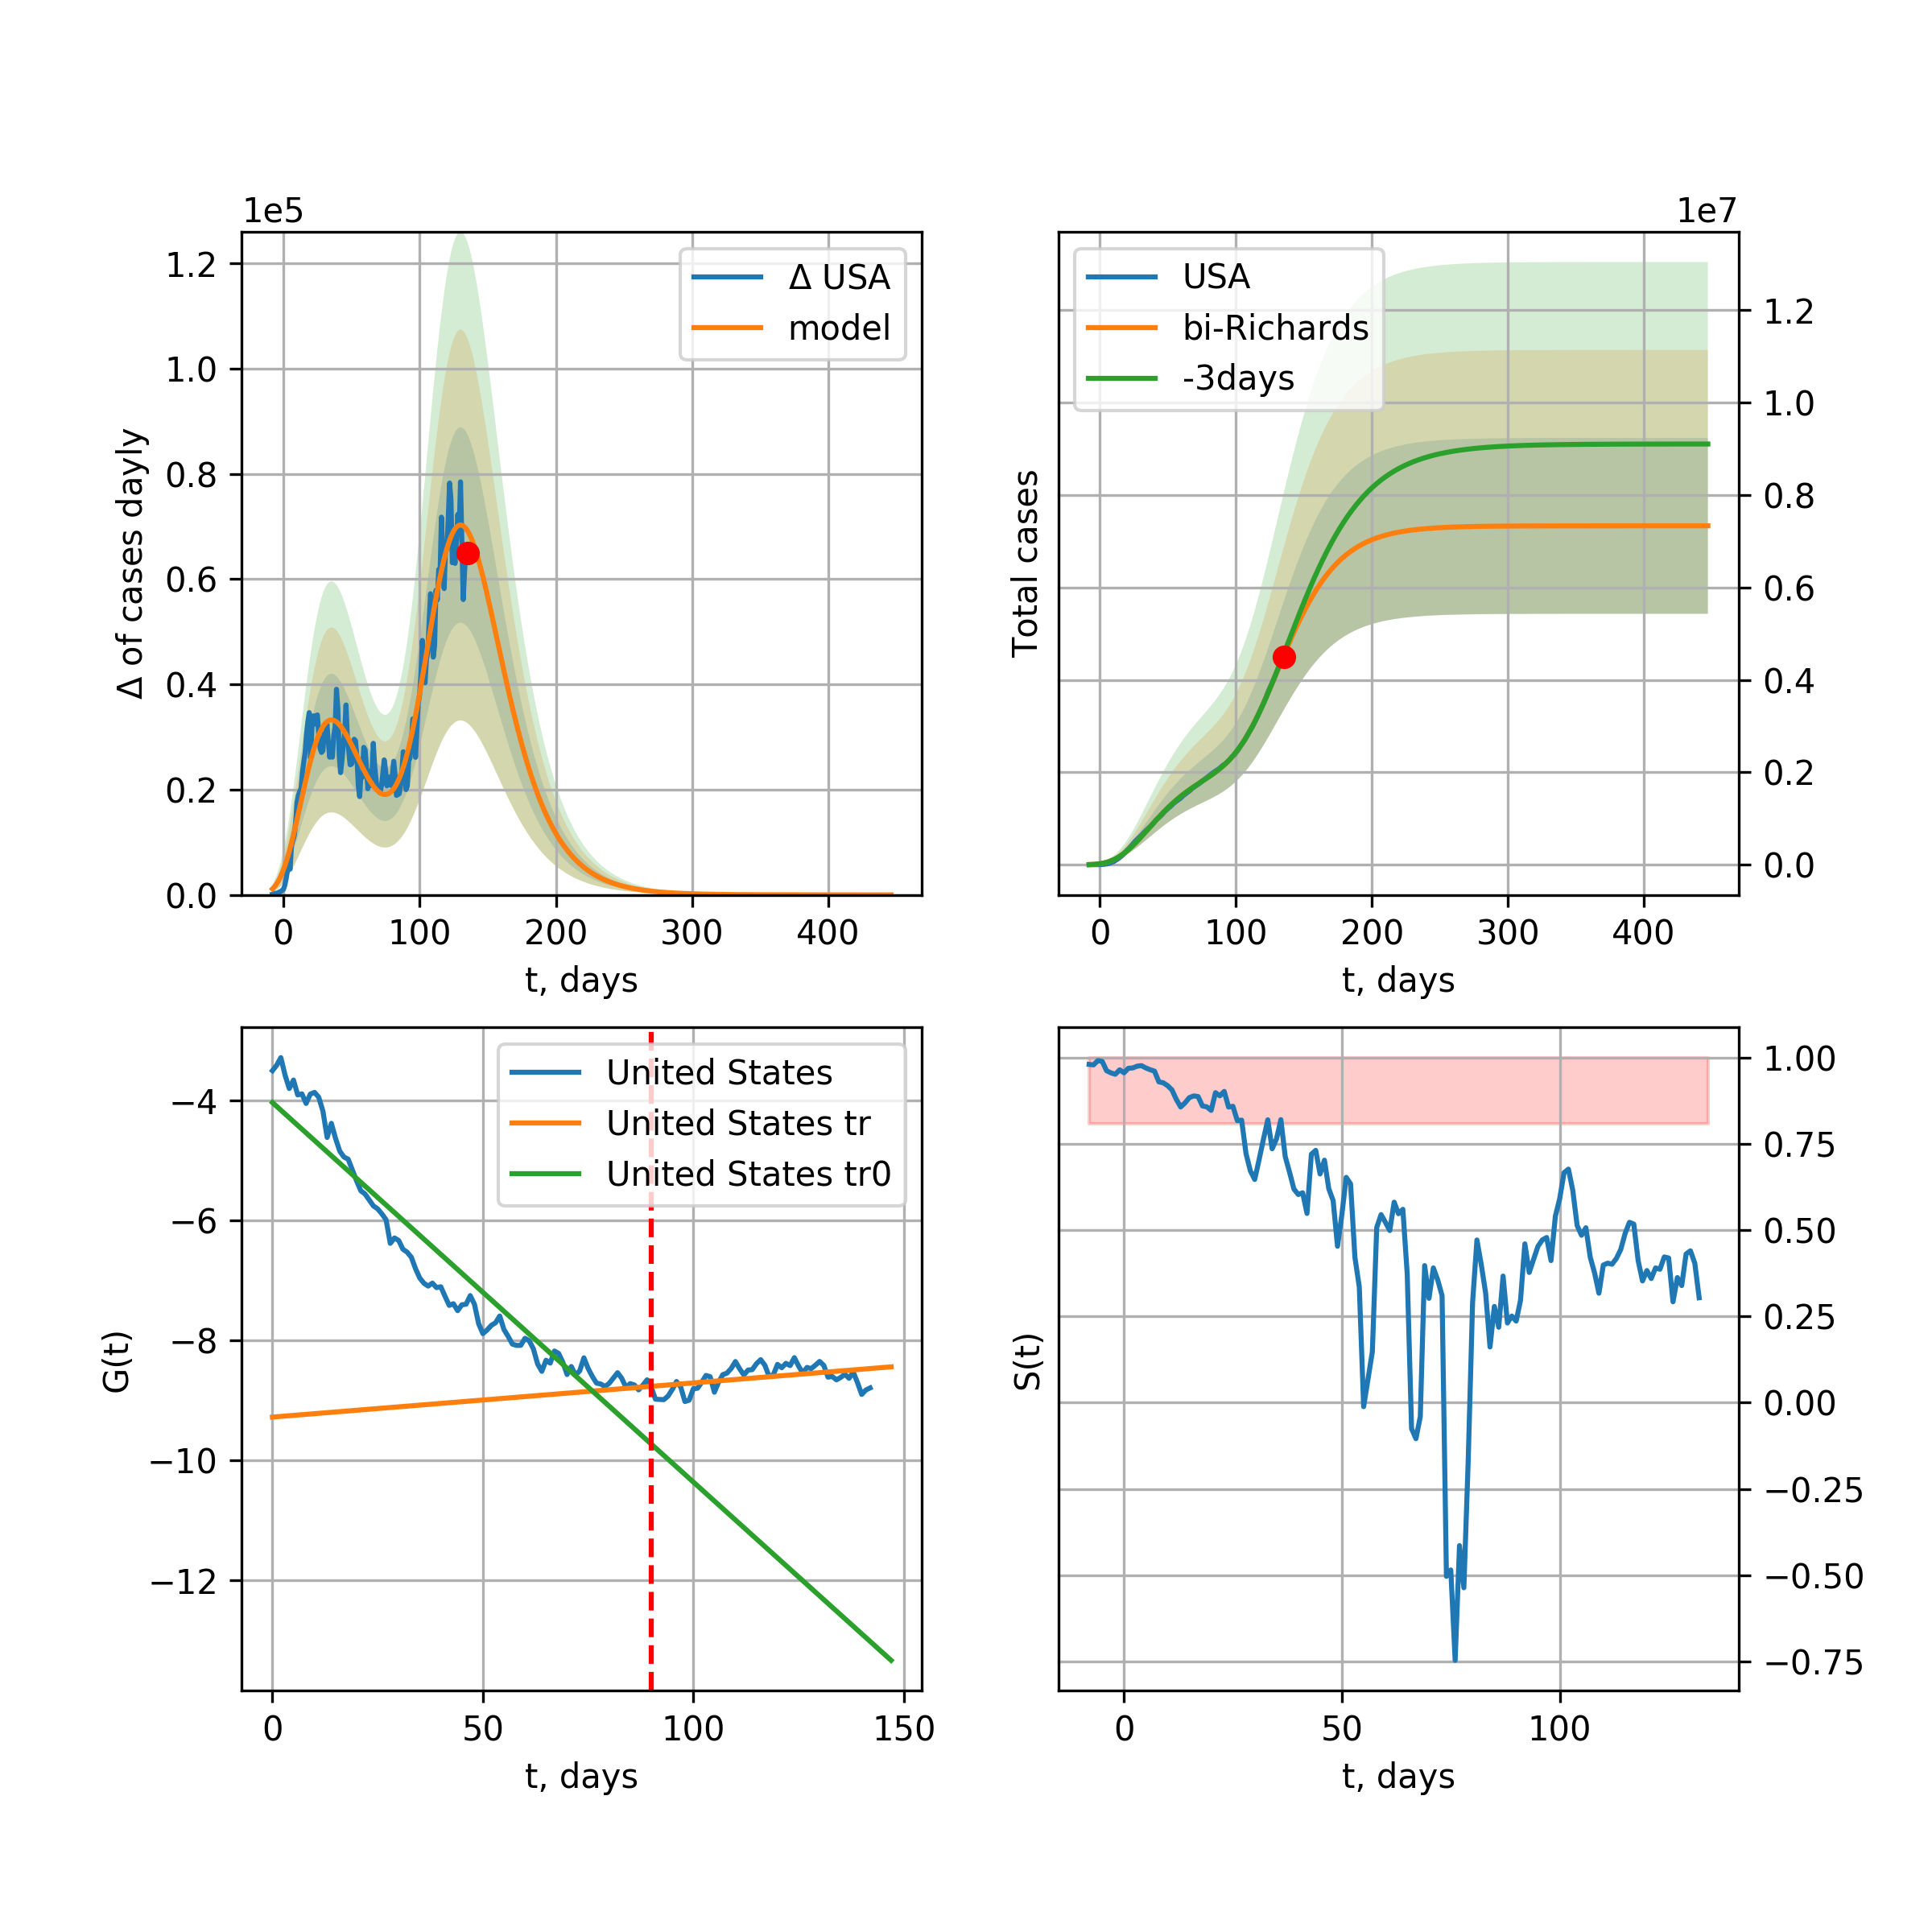 1e5
1.2
1.0
0.8
0.6
0.4
0.2
0.0
Δ of cases dayly
Δ USA
model
0 100 200 300 400
t, days
1e7
USA
bi-Richards
-3days
Total cases
1.2
1.0
0.8
0.6
0.4
0.2
0.0
0 100 200 300 400
t, days
−4
−6
−8
−10
−12
G(t)
United States
United States tr
United States tr0
0 50 100 150
t, days
S(t)
1.00
0.75
0.50
0.25
0.00
−0.25
−0.50
−0.75
0 50 100
t, days